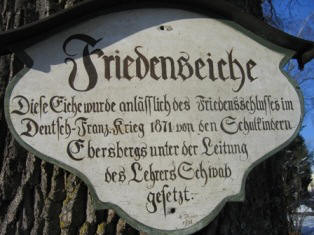 Friedenseiche
Diese Eiche wurde anlässlich des Friedensschlusses im
Deutsch-Franz. Krieg 1871 von den Schulkindern
Ebersbergs unter der Leitung
des Lehrers Schwab
gesetzt.